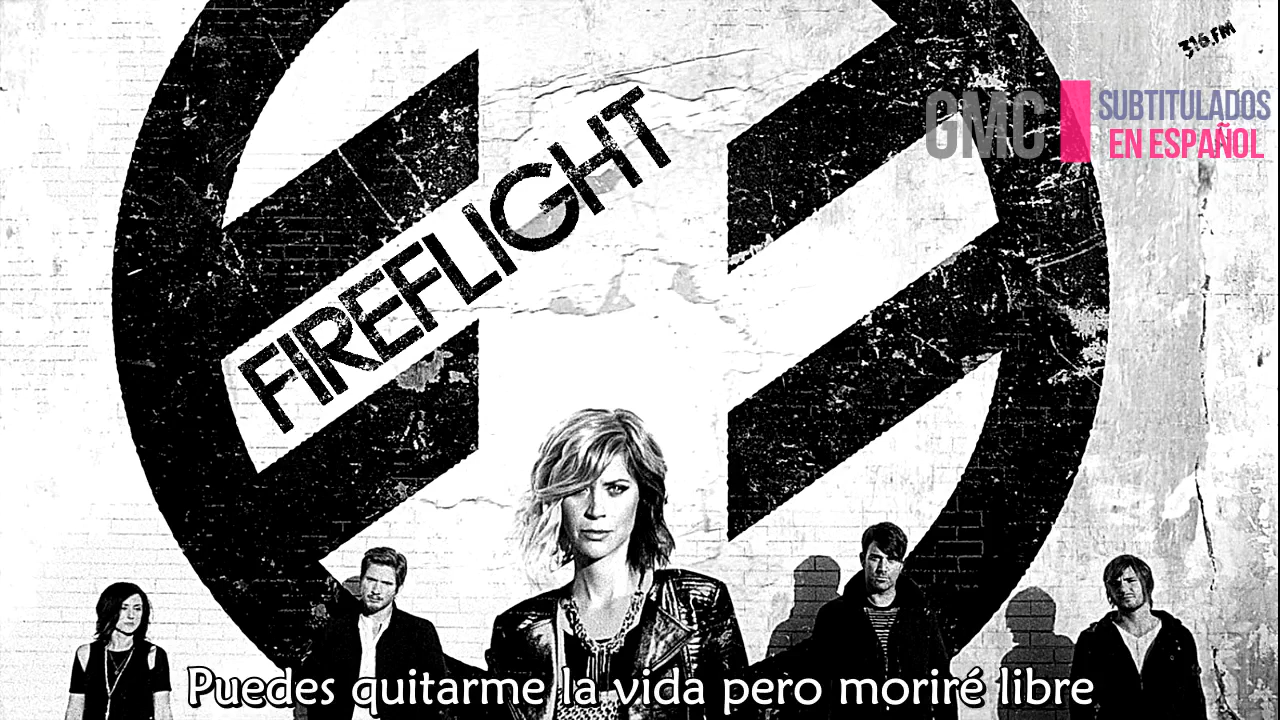 316.FM
GMC
SUBTITULADOS
EN ESPAÑOL
FIREFLIGHT
Puedes quitarme la vida pero moriré libre